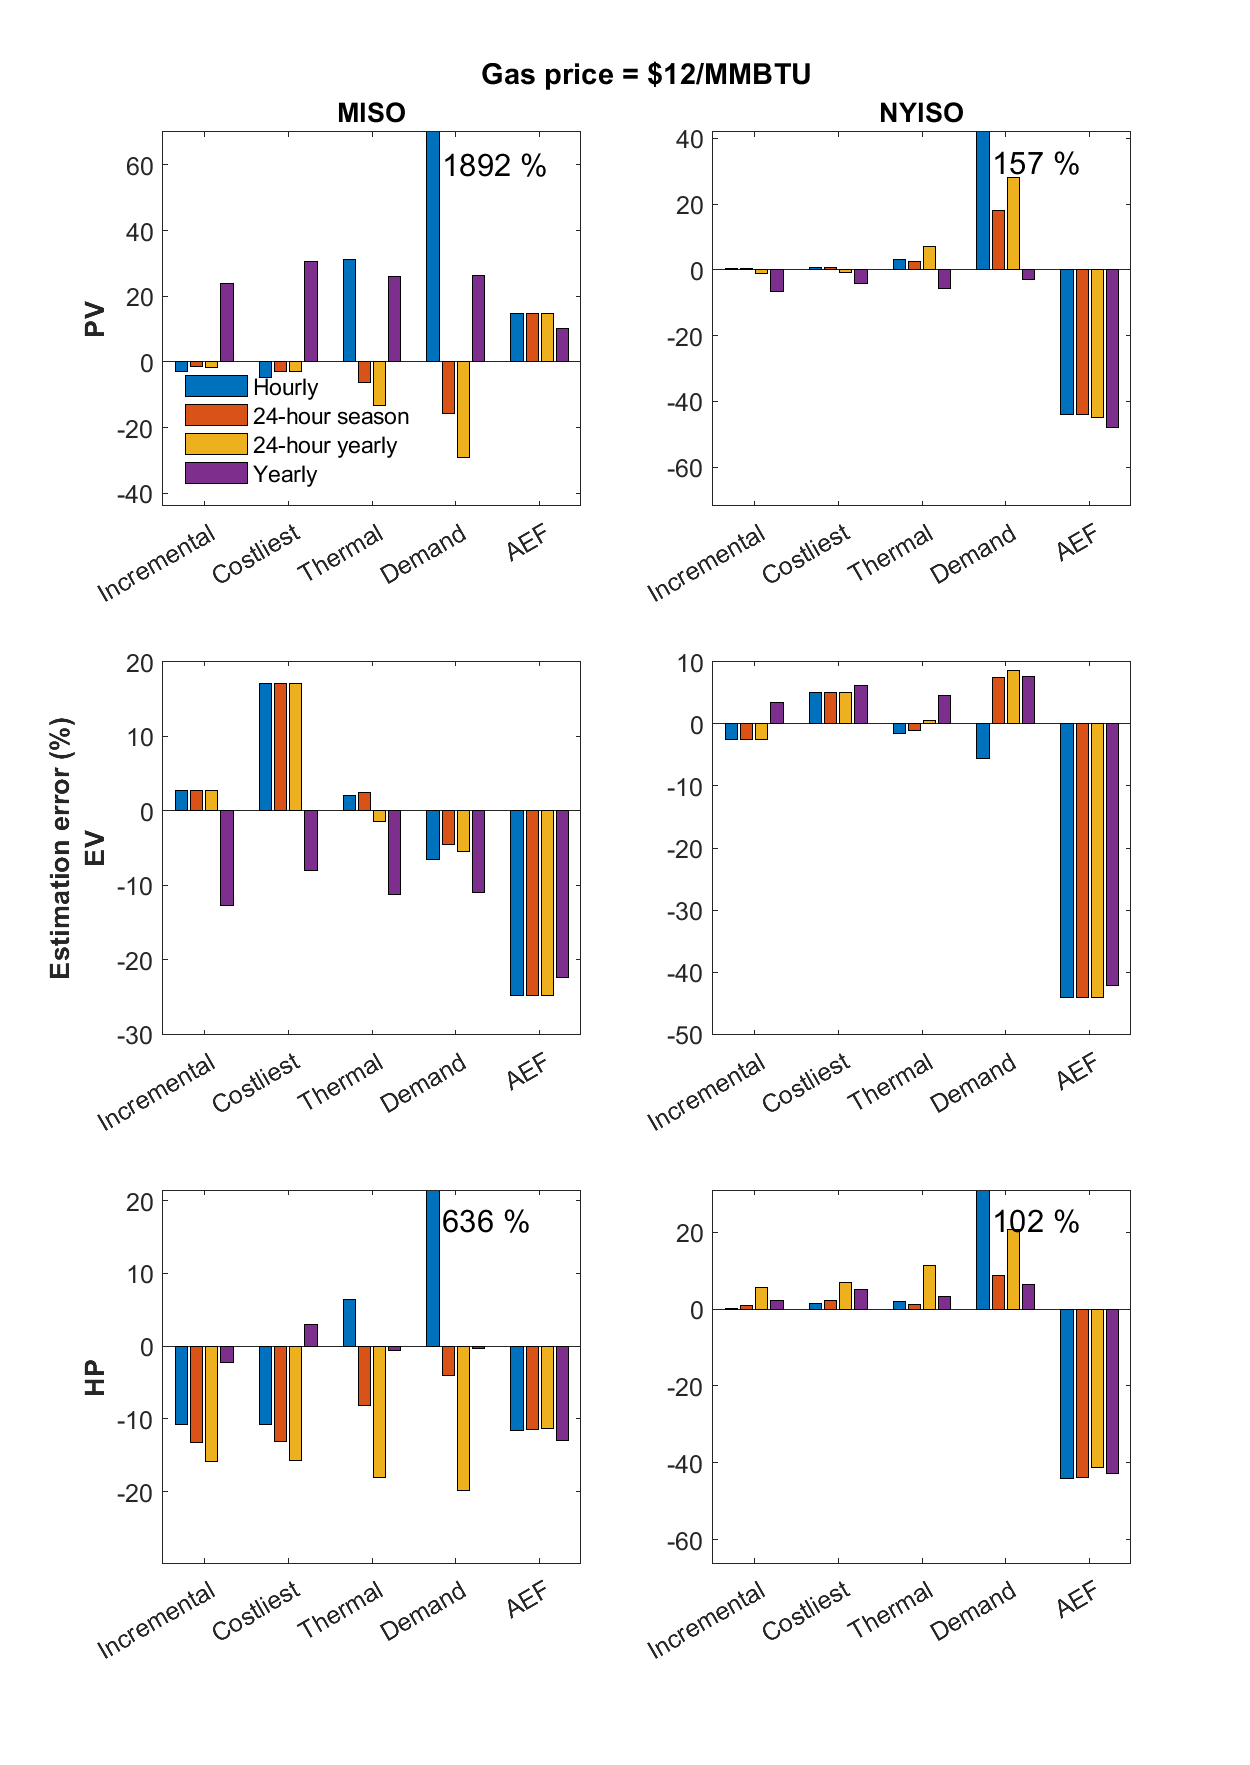 Gas price = $12/MMBTU
MISO
NYISO
PV
60
40
20
0
-20
-40
1892 %
Hourly
24-hour season
24-hour yearly
Yearly
Incremental
Costliest
Thermal
Demand
AEF
40
20
0
-20
-40
-60
157 %
Incremental
Costliest
Thermal
Demand
AEF
Estimation error (%)
EV
20
10
0
-10
-20
-30
Incremental
Costliest
Thermal
Demand
AEF
10
0
-10
-20
-30
-40
-50
Incremental
Costliest
Thermal
Demand
AEF
HP
20
10
0
-10
-20
636 %
Incremental
Costliest
Thermal
Demand
AEF
20
0
-20
-40
-60
102 %
Incremental
Costliest
Thermal
Demand
AEF